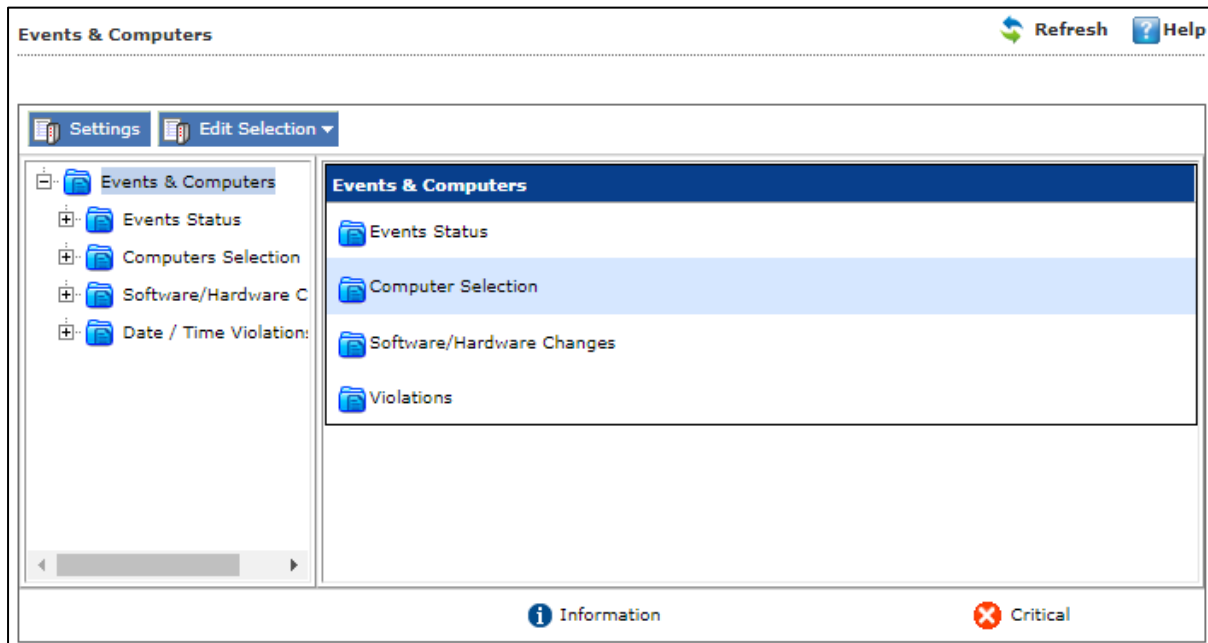 Events & Computers
Refresh
Help
Settings
Edit Selection
Events & Computers
Events Status
Computers Selection
Software/Hardware C
Date / Time Violation
Events & Computers
Events Status
Computer Selection
Software/Hardware Changes
Violations
Information
Critical